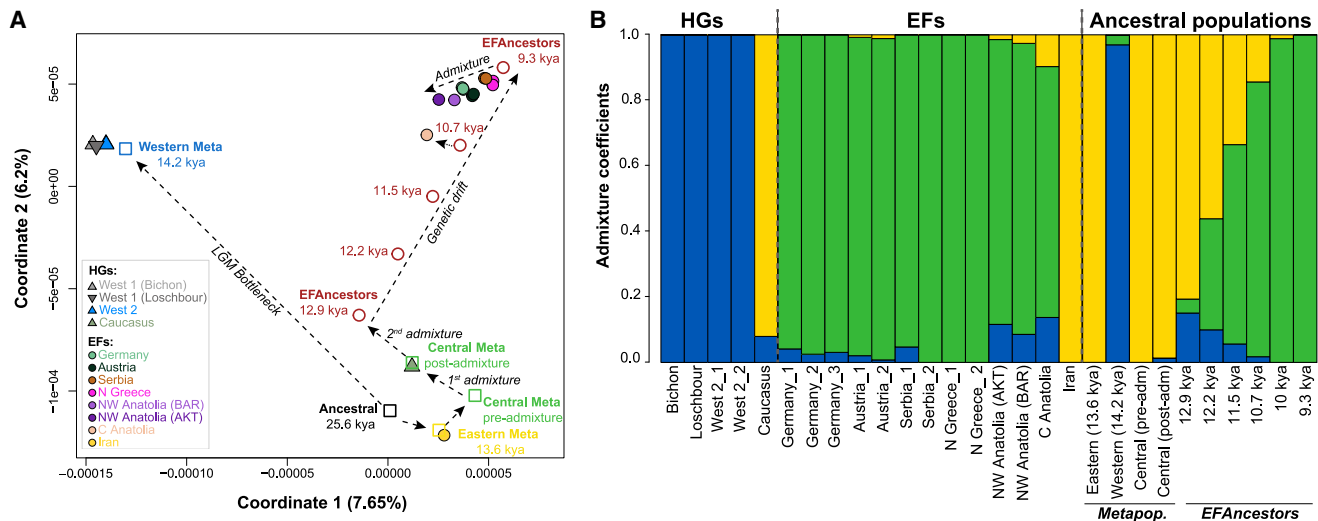 A
Coordinate 2 (6.2%)
5e−05
0e+00
−5e−05
−1e−04
−0.00015
−0.00010
−0.00005
0.00000
0.00005
Coordinate 1 (7.65%)
EFAncestors
9.3 kya
Admixture
10.7 kya
Western Meta
14.2 kya
11.5 kya
Genetic drift
12.2 kya
LGM Bottleneck
EFAncestors
12.9 kya
2nd admixture
Central Meta
post-admixture
1st admixture
Central Meta
pre-admixture
Ancestral
25.6 kya
Eastern Meta
13.6 kya
HGs:
West 1 (Bichon)
West 1 (Loschbour)
West 2
Caucasus
EFs:
Germany
Austria
Serbia
N Greece
NW Anatolia (BAR)
NW Anatolia (AKT)
C Anatolia
Iran
B
HGs
EFs
Ancestral populations
Admixture coefficients
1.0
0.8
0.6
0.4
0.2
0.0
Bichon
Loschbour
West 2_1
West 2_2
Caucasus
Germany_1
Germany_2
Germany_3
Austria_1
Austria_2
Serbia_1
Serbia_2
N Greece_1
N Greece_2
NW Anatolia (AKT)
NW Anatolia (BAR)
C Anatolia
Iran
Eastern (13.6 kya)
Western (14.2 kya)
Central (pre-adm)
Central (post-adm)
12.9 kya
12.2 kya
11.5 kya
10.7 kya
10 kya
9.3 kya
Metapop.
EFAncestors